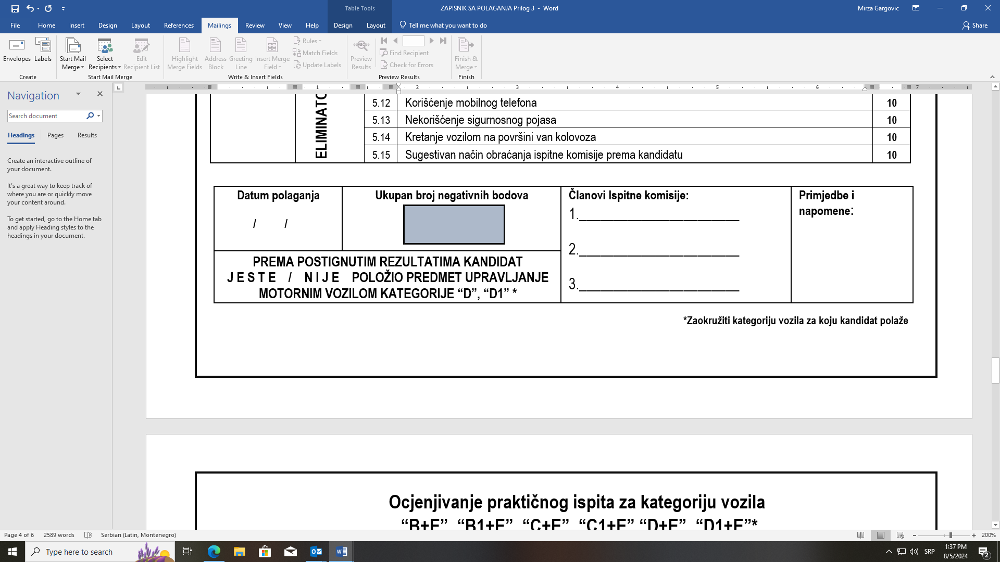 Table Tools
ZAPISNIK SA POLAGANJA Prilog 3 - Word
Mirza Gargovic
File Home Insert Design Layout References Mailings Review View Help Design Layout Tell me what you want to do Share
Envelopes
Labels
Create
Start Mail
Merge
Select
Recipients
Edit
Recipient List
Start Mail Merge
Highlight
Merge Fields
Address
Block
Greeting
Line
Insert Merge
Field
Rules
Match Fields
Update Labels
Write & Insert Fields
Preview
Results
Find Recipient
Check for Errors
Preview Results
Finish &
Merge
Finish
Navigation
Search document
Headings Pages Results
Create an interactive outline of
your document.
It's a great way to keep track of
where you are or quickly move
your content around.
To get started, go to the Home tab
and apply Heading styles to the
headings in your document.
1 2 3 4 5 6 7
5.12 Korišćenje mobilnog telefona 10
5.13 Nekorišćenje sigurnosnog pojasa 10
5.14 Kretanje vozilom na površini van kolovoza 10
5.15 Sugestivan način obraćanja ispitne komisije prema kandidatu 10
Datum polaganja
/ /
Ukupan broj negativnih bodova
PREMA POSTIGNUTIM REZULTATIMA KANDIDAT
J E S T E / N I J E POLOŽIO PREDMET UPRAVLJANJE
MOTORNIM VOZILOM KATEGORIJE “D”, “D1” *
Članovi Ispitne komisije:
1.______________________
2.______________________
3.______________________
Primjedbe i
napomene:
*Zaokružiti kategoriju vozila za koju kandidat polaže
Ocjenjivanje praktičnog ispita za kategoriju vozila
“B+E”, “B1+E”, “C+E”, “C1+E” “D+E”, “D1+E”*
Page 4 of 6 2589 words Serbian (Latin, Montenegro) 200%
Type here to search
SRP
1:37 PM
8/5/2024
2